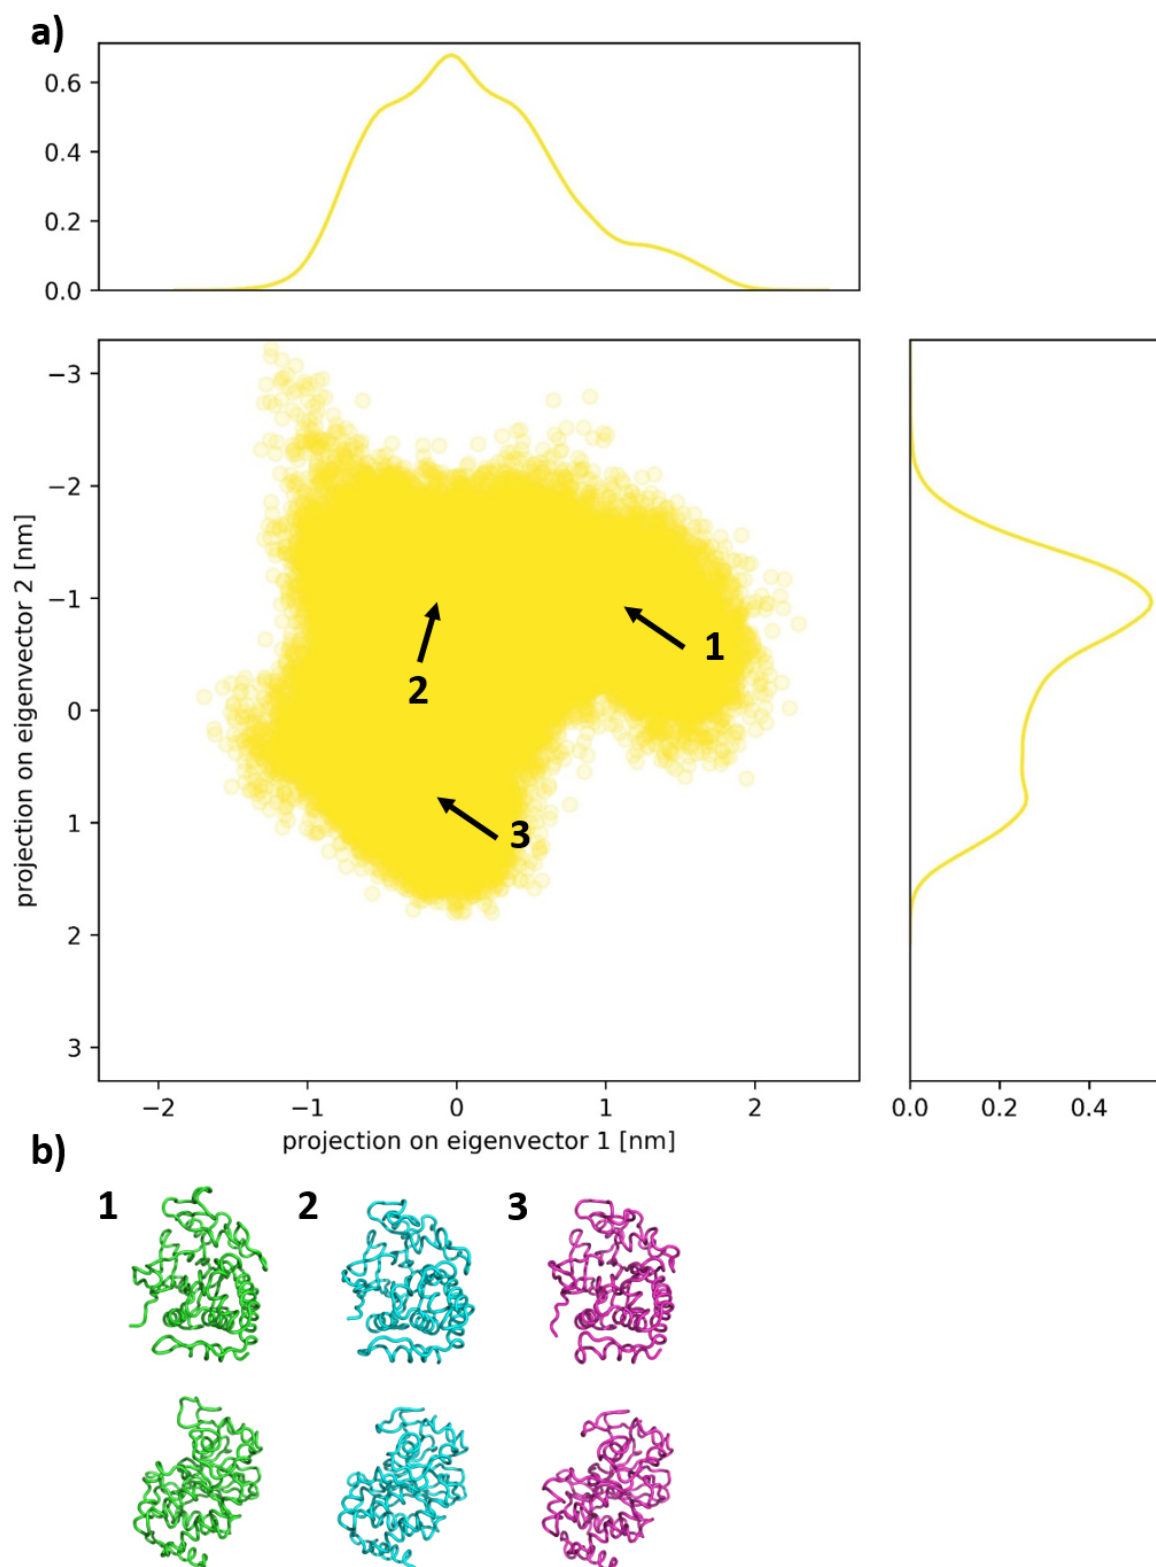 a)
0.6
0.4
0.2
0.0
−3
−2
−1
0
1
2
3
projection on eigenvector 2 [nm]
1
2
3
−2 −1 0 1 2
projection on eigenvector 1 [nm]
0.0 0.2 0.4
b)
1 2 3